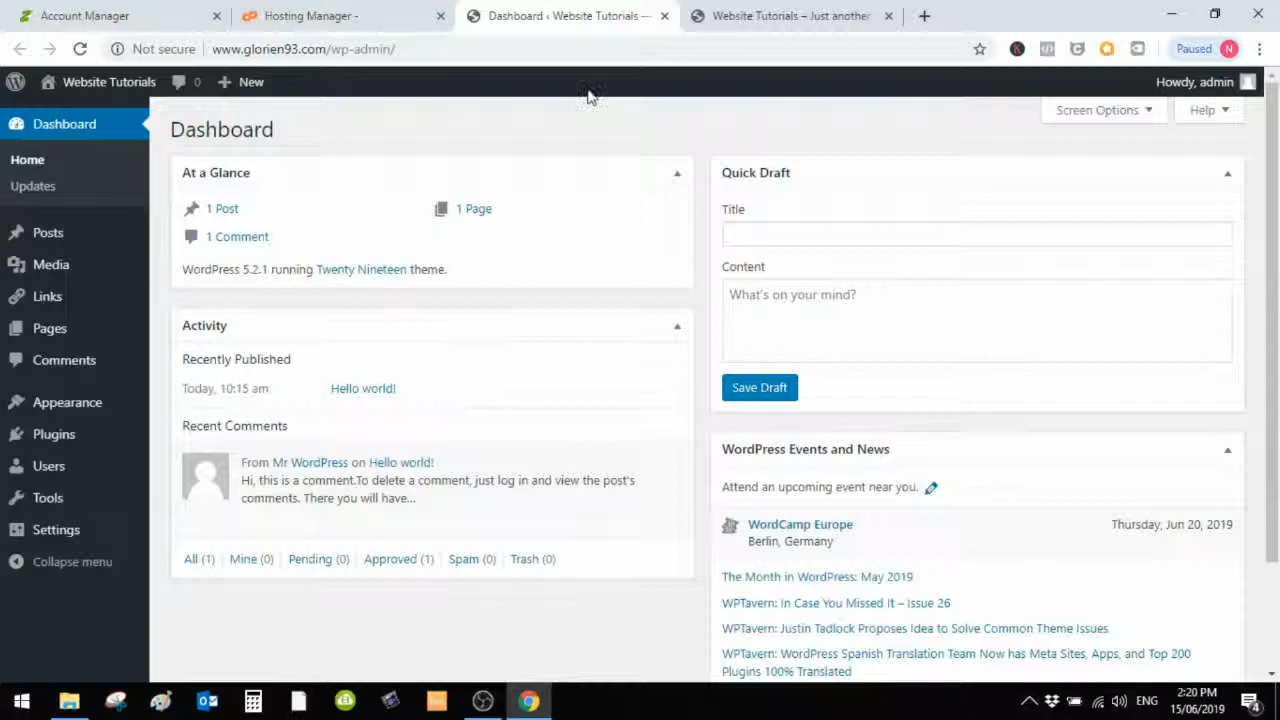 Account Manager
Hosting Manager -
Dashboard ‹ Website Tutorials —
Website Tutorials – Just another
Not secure
www.glorien93.com/wp-admin/
Paused
N
Website Tutorials
0
New
Howdy, admin
Dashboard
Home
Updates
Posts
Media
Links
Pages
Comments
Appearance
Plugins
Users
Tools
Settings
Collapse menu
Screen Options
Help
Dashboard
At a Glance
1 Post
1 Page
1 Comment
WordPress 5.2.1 running Twenty Nineteen theme.
Activity
Recently Published
Today, 10:15 am
Hello world!
Recent Comments
From Mr WordPress on Hello world!
Hi, this is a comment.To delete a comment, just log in and view the post's
comments. There you will have...
All (1) | Mine (0) | Pending (0) | Approved (1) | Spam (0) | Trash (0)
Quick Draft
Title
Content
What's on your mind?
Save Draft
WordPress Events and News
Attend an upcoming event near you.
WordCamp Europe
Thursday, Jun 20, 2019
Berlin, Germany
The Month in WordPress: May 2019
WPTavern: In Case You Missed It – Issue 26
WPTavern: Justin Tadlock Proposes Idea to Solve Common Theme Issues
WPTavern: WordPress Spanish Translation Team Now has Meta Sites, Apps, and Top 200
Plugins 100% Translated
ENG
2:20 PM
15/06/2019
4